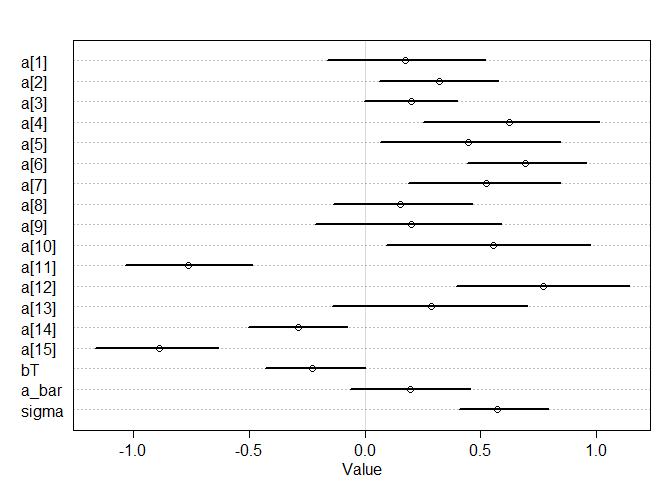 a[1]
a[2]
a[3]
a[4]
a[5]
a[6]
a[7]
a[8]
a[9]
a[10]
a[11]
a[12]
a[13]
a[14]
a[15]
bT
a_bar
sigma
-1.0 -0.5 0.0 0.5 1.0
Value